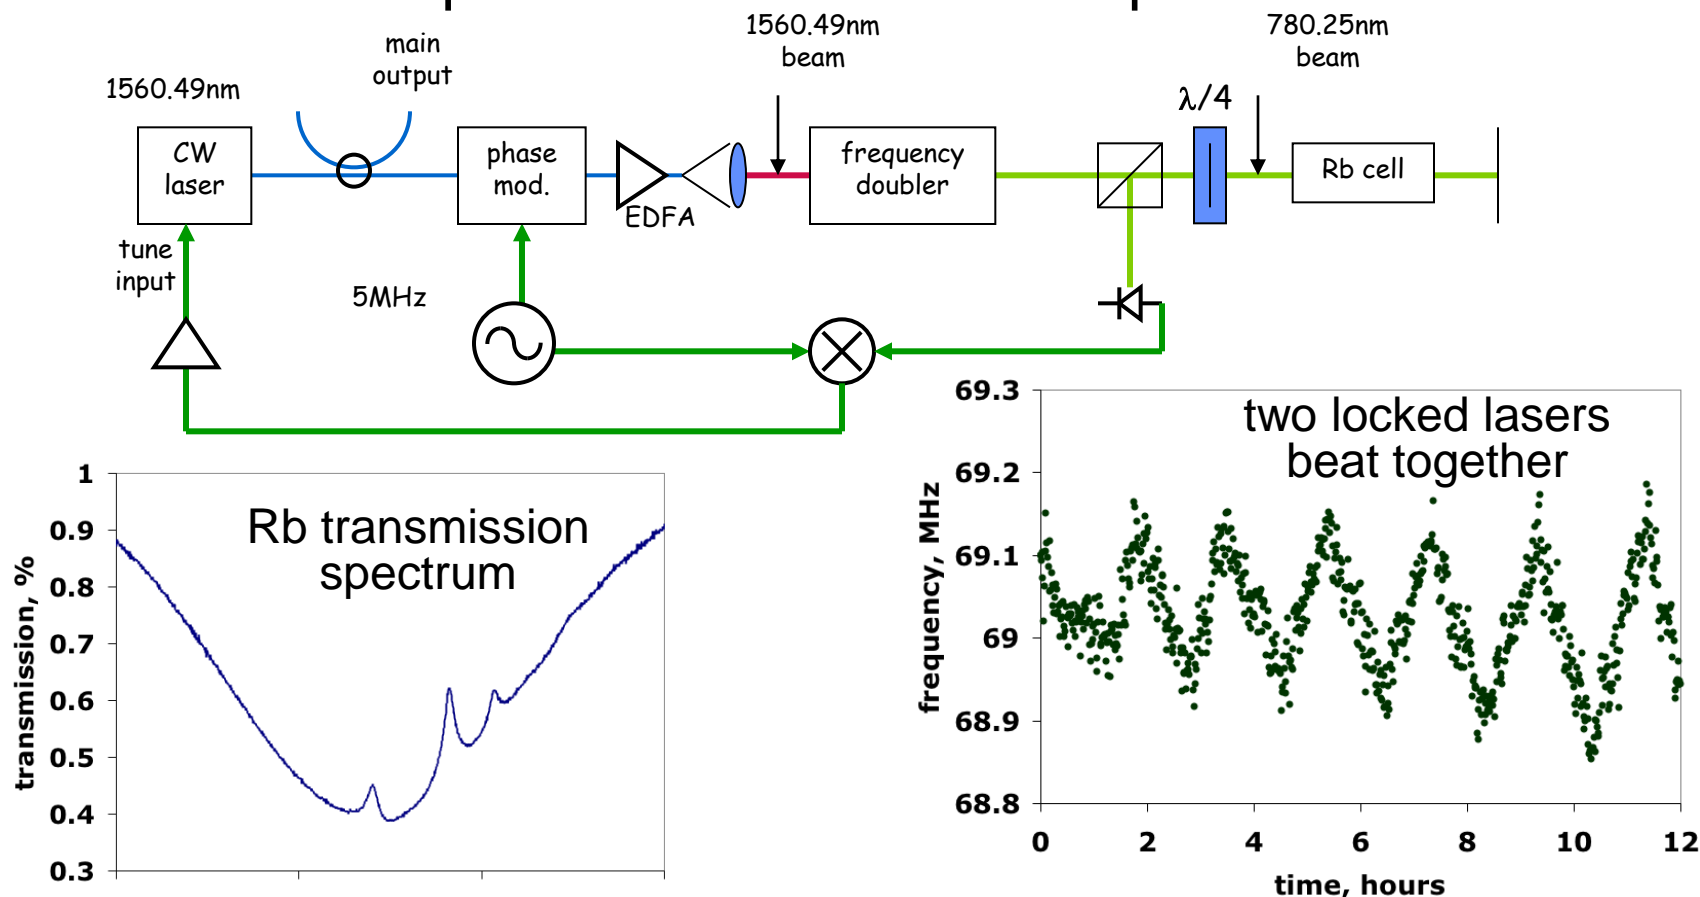 main
output
1560.49nm
beam
780.25nm
beam
1560.49nm
λ/4
CW
laser
phase
mod.
EDFA
frequency
doubler
Rb cell
tune
input
5MHz
two locked lasers
beat together
frequency, MHz
69.3
69.2
69.1
69
68.9
68.8
0
2
4
6
8
10
12
time, hours
Rb transmission
spectrum
transmission, %
1
0.9
0.8
0.7
0.6
0.5
0.4
0.3